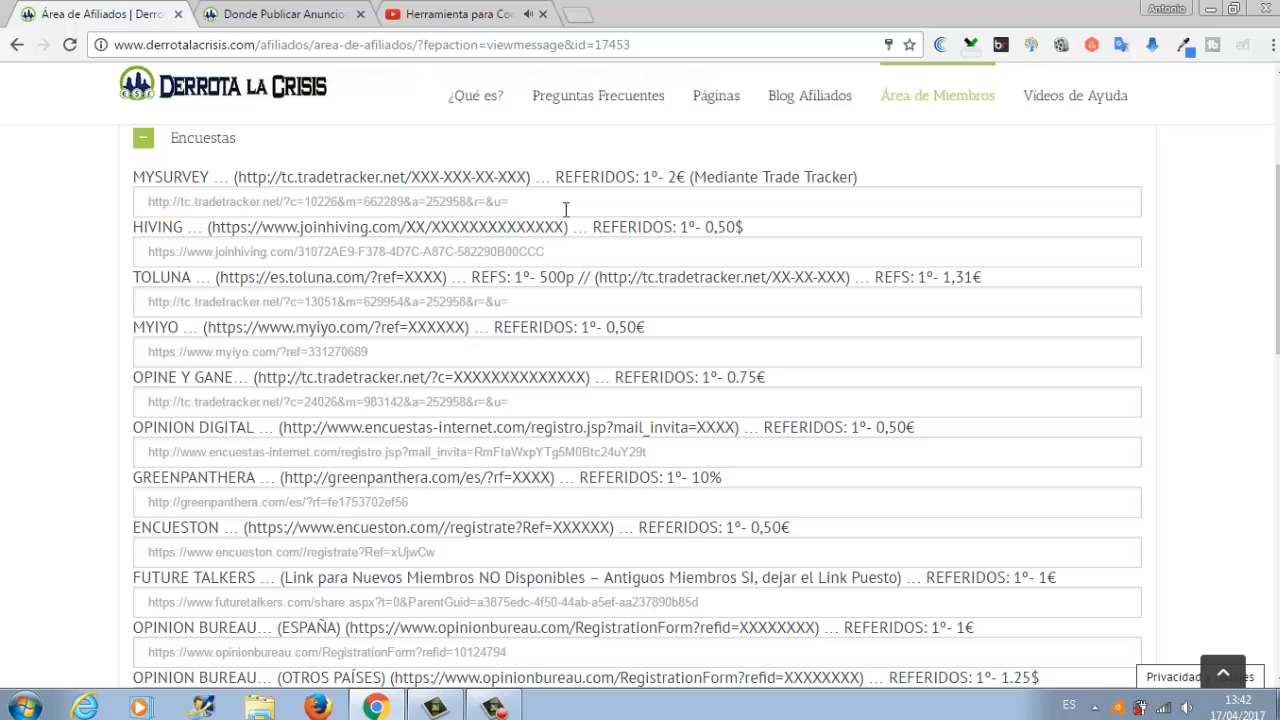 Área de Afiliados | Derro
Donde Publicar Anuncios
Herramienta para Co
Antonio
www.derrotalacrisis.com/afiliados/area-de-afiliados/?fepaction=viewmessage&id=17453
DERROTA LA CRISIS
¿Qué es?
Preguntas Frecuentes
Páginas
Blog Afiliados
Área de Miembros
Vídeos de Ayuda
Encuestas
MYSURVEY ... (http://tc.tradetracker.net/XXX-XXX-XX-XXX) ... REFERIDOS: 1º- 2€ (Mediante Trade Tracker)
http://tc.tradetracker.net/?c=10226&m=662289&a=252958&r=&u=
HIVING ... (https://www.joinhiving.com/XX/XXXXXXXXXXXXXX) ... REFERIDOS: 1º- 0,50$
https://www.joinhiving.com/31072AE9-F378-4D7C-A87C-582290B00CCC
TOLUNA ... (https://es.toluna.com/?ref=XXXX) ... REFS: 1º- 500p // (http://tc.tradetracker.net/XX-XX-XXX) ... REFS: 1º- 1,31€
http://tc.tradetracker.net/?c=13051&m=629954&a=252958&r=&u=
MYIYO ... (https://www.myiyo.com/?ref=XXXXXX) ... REFERIDOS: 1º- 0,50€
https://www.myiyo.com/?ref=331270689
OPINE Y GANE... (http://tc.tradetracker.net/?c=XXXXXXXXXXXXXX) ... REFERIDOS: 1º- 0.75€
http://tc.tradetracker.net/?c=24026&m=983142&a=252958&r=&u=
OPINION DIGITAL ... (http://www.encuestas-internet.com/registro.jsp?mail_invita=XXXX) ... REFERIDOS: 1º- 0,50€
http://www.encuestas-internet.com/registro.jsp?mail_invita=RmFtaWxpYTg5M0Btc24uY29t
GREENPANTHERA ... (http://greenpanthera.com/es/?rf=XXXX) ... REFERIDOS: 1º- 10%
http://greenpanthera.com/es/?rf=fe1753702ef56
ENCUESTON ... (https://www.encueston.com//registrate?Ref=XXXXXX) ... REFERIDOS: 1º- 0,50€
https://www.encueston.com//registrate?Ref=xUjwCw
FUTURE TALKERS ... (Link para Nuevos Miembros NO Disponibles – Antiguos Miembros SI, dejar el Link Puesto) ... REFERIDOS: 1º- 1€
https://www.futuretalkers.com/share.aspx?t=0&ParentGuid=a3875edc-4f50-44ab-a5ef-aa237890b85d
OPINION BUREAU... (ESPAÑA) (https://www.opinionbureau.com/RegistrationForm?refid=XXXXXXXX) ... REFERIDOS: 1º- 1€
https://www.opinionbureau.com/RegistrationForm?refid=10124794
OPINION BUREAU... (OTROS PAÍSES) (https://www.opinionbureau.com/RegistrationForm?refid=XXXXXXXX) ... REFERIDOS: 1º- 1.25$
Privacidad y
ES
13:42
17/04/2017